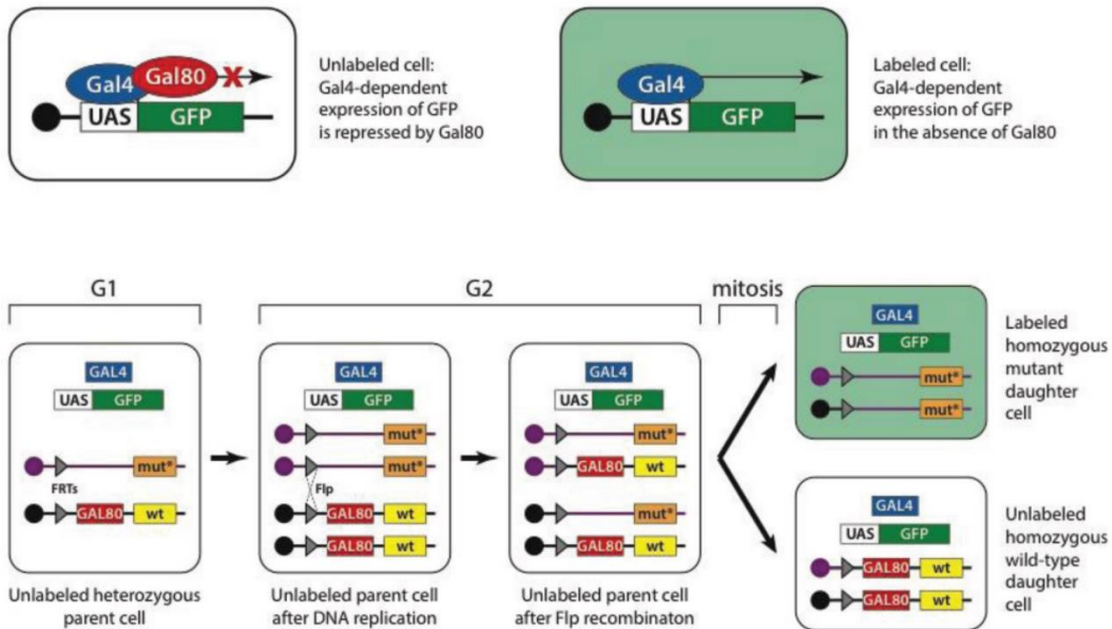 Gal4
Gal80
X
UAS
GFP
Unlabeled cell:
Gal4-dependent
expression of GFP
is repressed by Gal80
Gal4
UAS
GFP
Labeled cell:
Gal4-dependent
expression of GFP
in the absence of Gal80
G1
G2
mitosis
GAL4
UAS
GFP
mut*
FRTs
GAL80
wt
Unlabeled heterozygous
parent cell
GAL4
UAS
GFP
mut*
mut*
Flp
GAL80
wt
GAL80
wt
Unlabeled parent cell
after DNA replication
GAL4
UAS
GFP
mut*
GAL80
wt
mut*
GAL80
wt
Unlabeled parent cell
after Flp recombinaton
GAL4
UAS
GFP
mut*
mut*
Labeled
homozygous
mutant
daughter
cell
GAL4
UAS
GFP
GAL80
wt
GAL80
wt
Unlabeled
homozygous
wild-type
daughter
cell